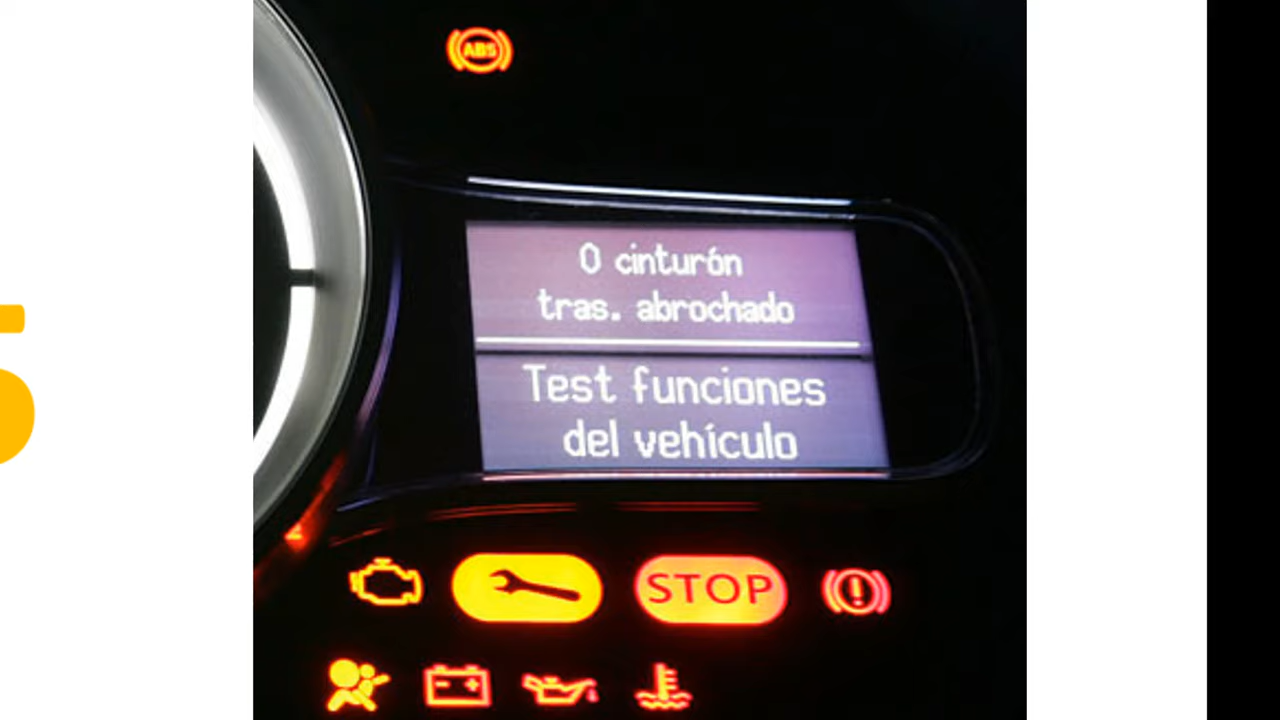 ABS
0 cinturón
tras. abrochado
Test funciones
del vehículo
STOP